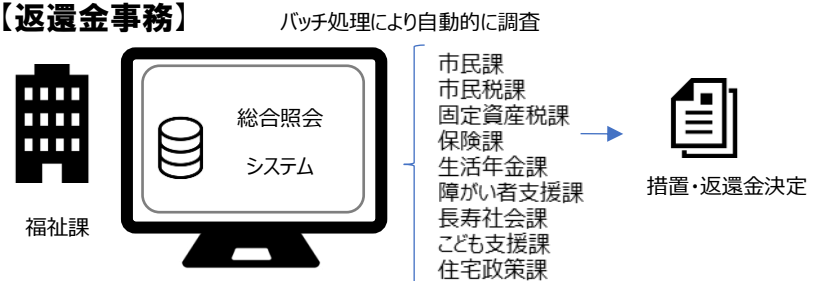 【返還金事務】
バッチ処理により自動的に調査
総合照会
システム
福祉課
市民課
市民税課
固定資産税課
保険課
生活年金課
障がい者支援課
長寿社会課
こども支援課
住宅政策課
措置・返還金決定